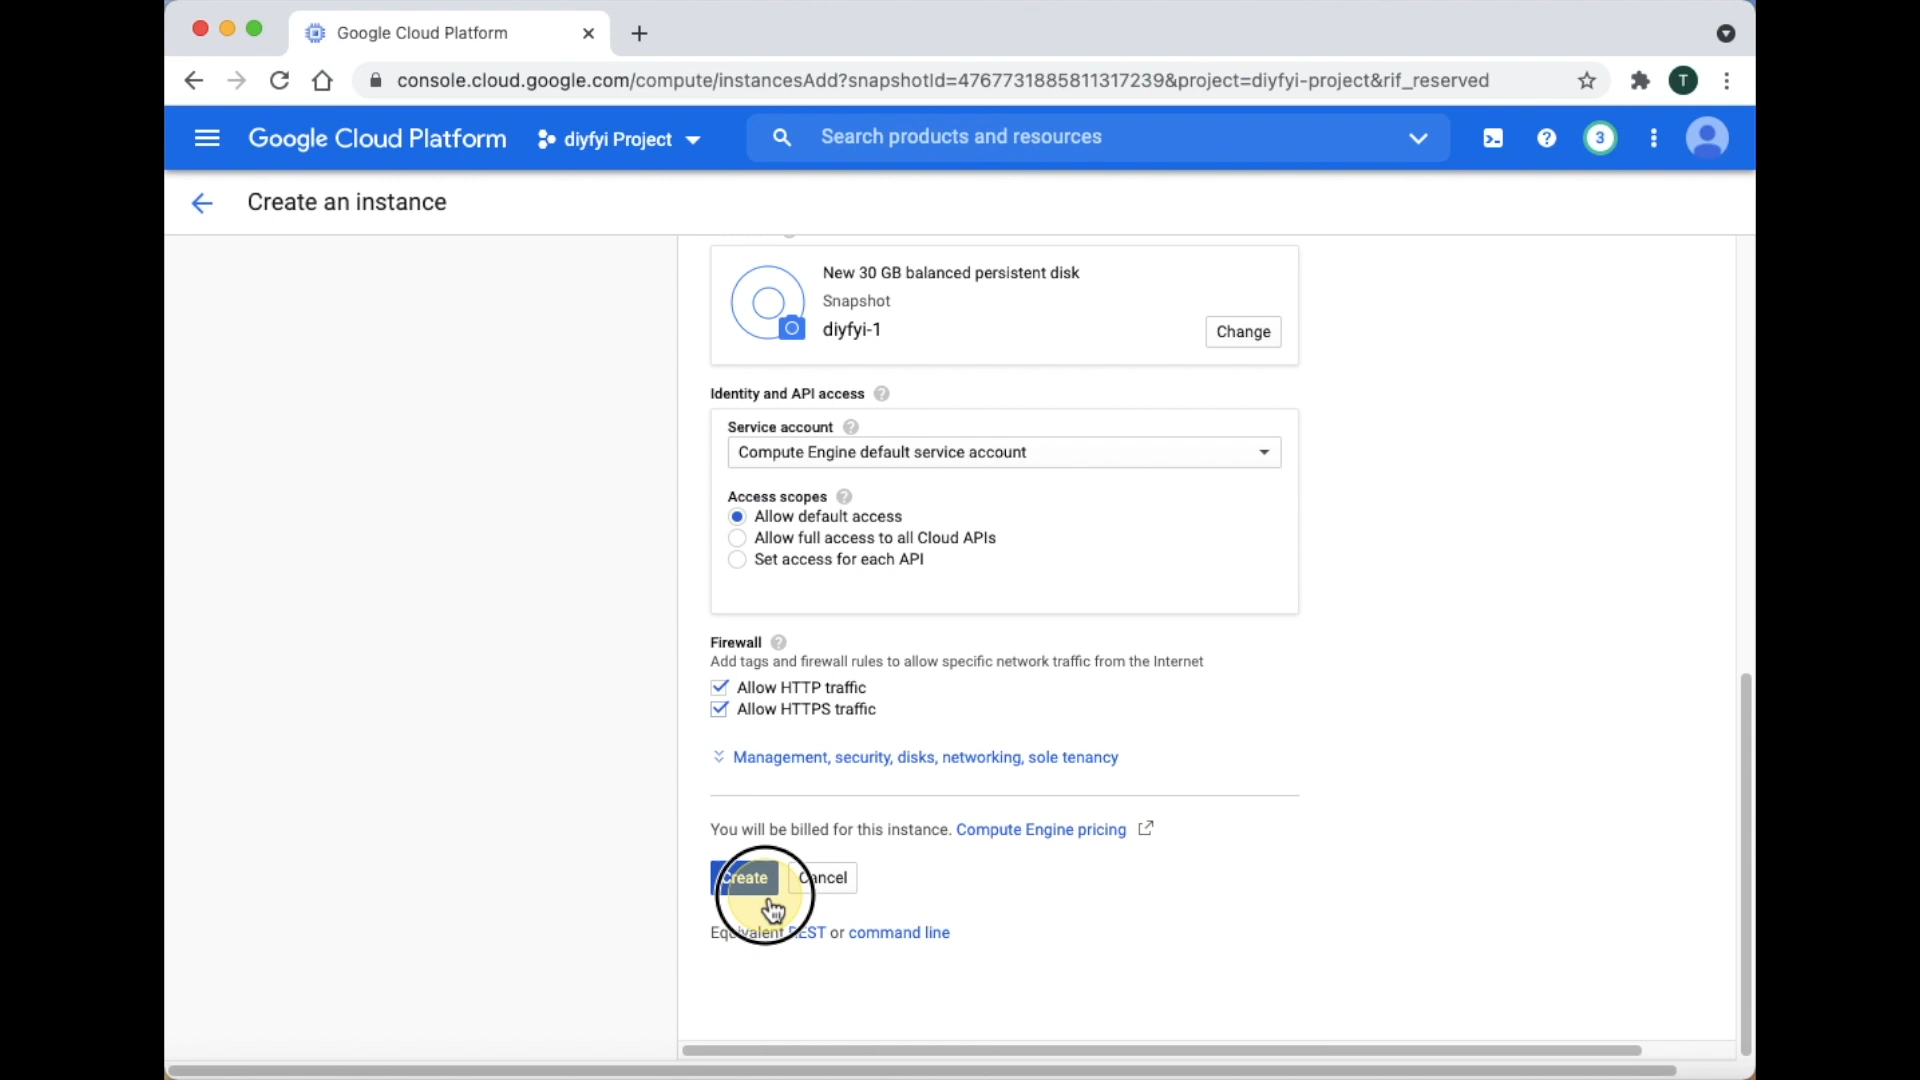 Google Cloud Platform
console.cloud.google.com/compute/instancesAdd?snapshotId=4767731885811317239&project=diyfyi-project&rif_reserved
T
Google Cloud Platform
diyfyi Project
Search products and resources
3
Create an instance
New 30 GB balanced persistent disk
Snapshot
diyfyi-1
Change
Identity and API access
Service account
Compute Engine default service account
Access scopes
Allow default access
Allow full access to all Cloud APIs
Set access for each API
Firewall
Add tags and firewall rules to allow specific network traffic from the Internet
Allow HTTP traffic
Allow HTTPS traffic
Management, security, disks, networking, sole tenancy
You will be billed for this instance. Compute Engine pricing
Create Cancel
Equivalent REST or command line